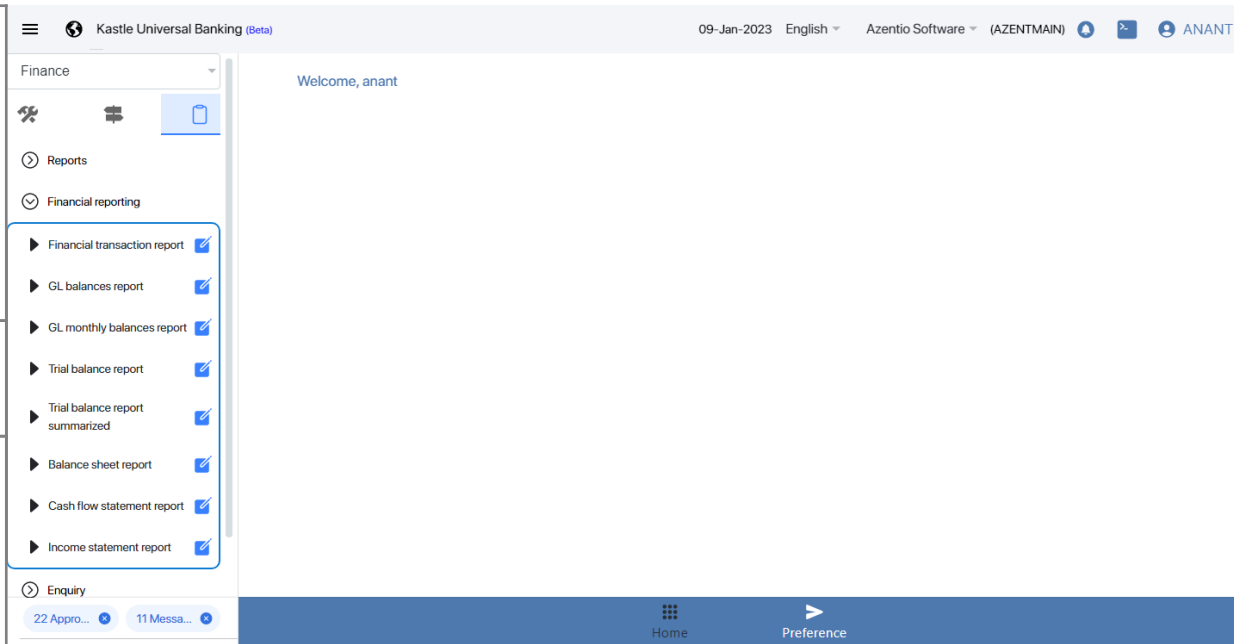 Kastle Universal Banking (Beta)
09-Jan-2023 English Azentio Software (AZENTMAIN) ANANT
Finance
Welcome, anant
Reports
Financial reporting
Financial transaction report
GL balances report
GL monthly balances report
Trial balance report
Trial balance report
summarized
Balance sheet report
Cash flow statement report
Income statement report
Enquiry
22 Appro... 11 Messa...
Home Preference